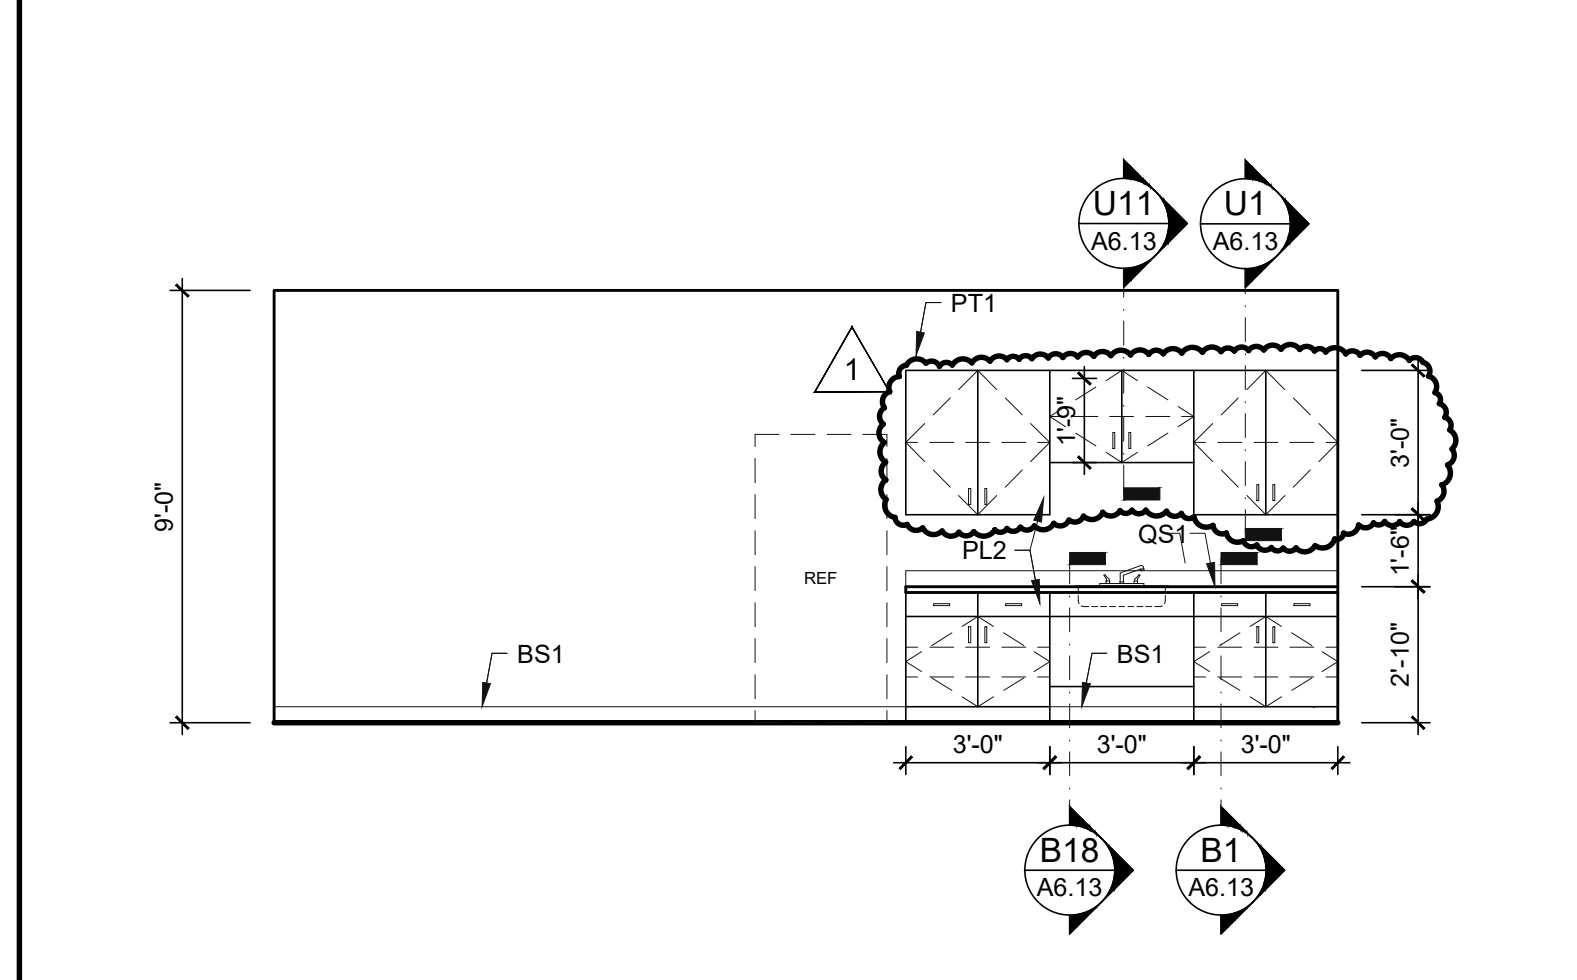 U11
A6.13
U1
A6.13
PT1
1
1'-9"
3'-0"
9'-0"
QS1
1'-6"
PL2
REF
BS1
BS1
2'-10"
3'-0"
3'-0"
3'-0"
B18
A6.13
B1
A6.13